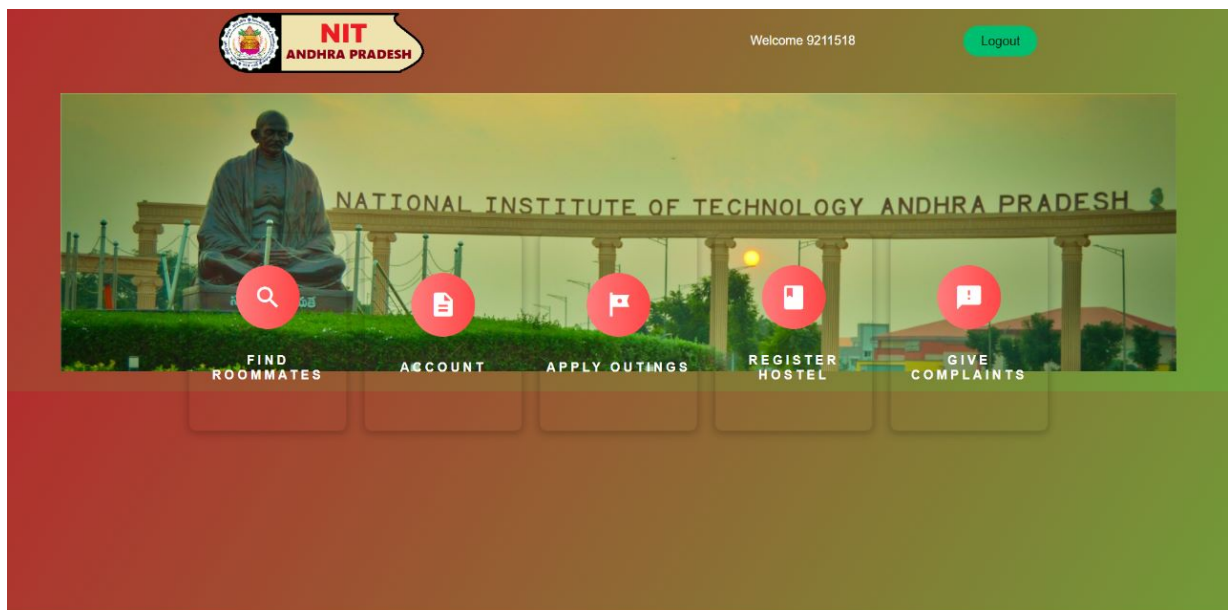 NIT
ANDHRA PRADESH
Welcome 9211518
Logout
NATIONAL INSTITUTE OF TECHNOLOGY ANDHRA PRADESH
FIND
ROOMMATES
ACCOUNT
APPLY OUTINGS
REGISTER
HOSTEL
GIVE
COMPLAINTS